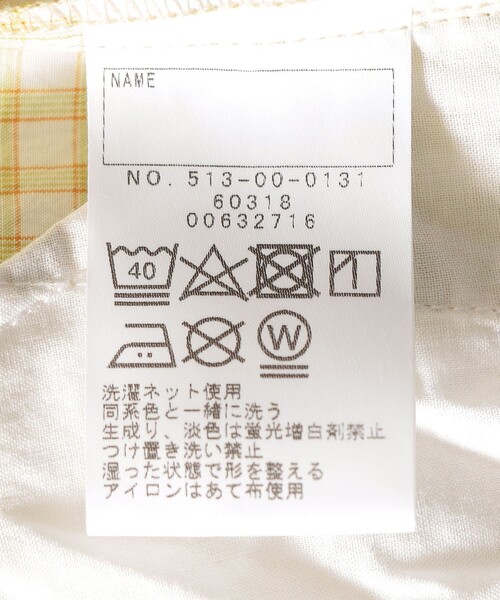 NAME
NO. 513-00-0131
60318
00632716
40
W
洗濯ネット使用
同系色と一緒に洗う
生成り、淡色は蛍光増白剤禁止
つけ置き洗い禁止
湿った状態で形を整える
アイロンはあて布使用